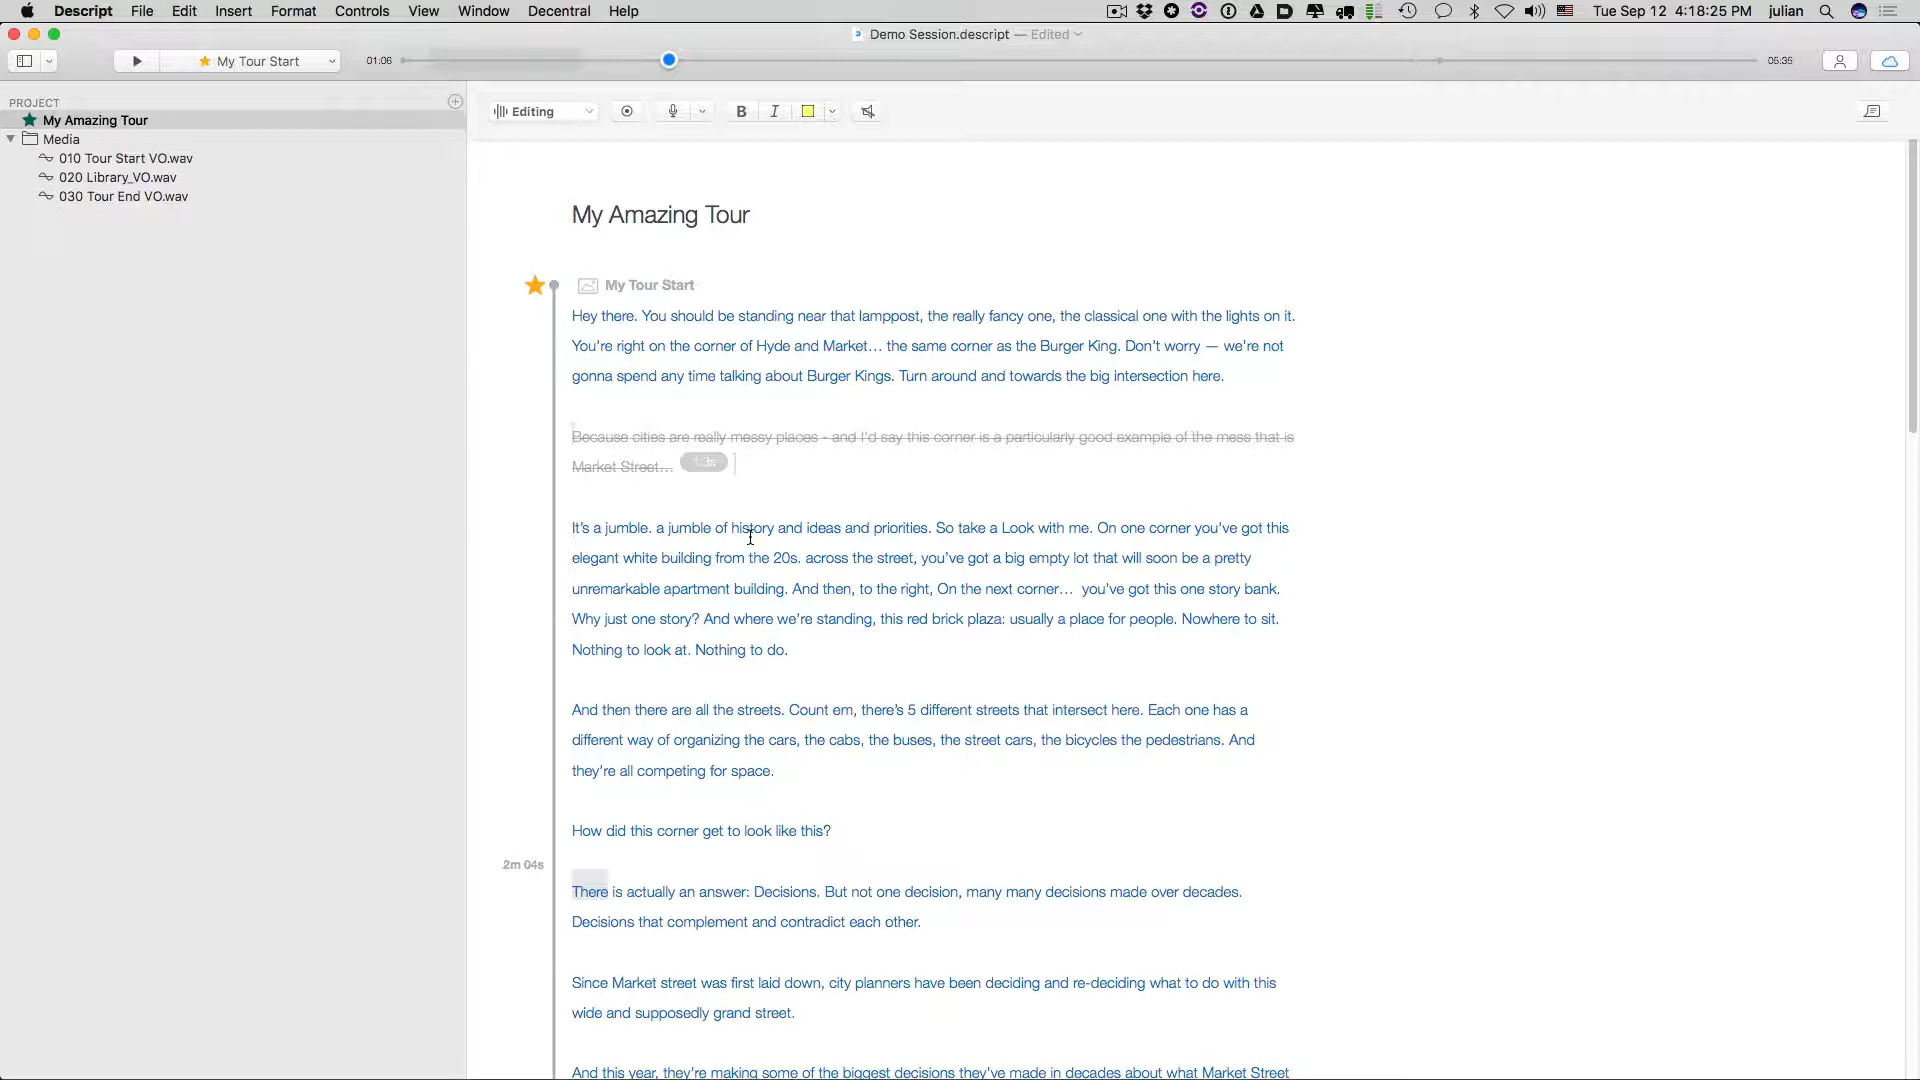 Descript File Edit Insert Format Controls View Window Decentral Help
Tue Sep 12 4:18:25 PM julian
Demo Session.descript — Edited
My Tour Start
01:06
05:35
PROJECT
My Amazing Tour
Media
010 Tour Start VO.wav
020 Library_VO.wav
030 Tour End VO.wav
Editing
B I
My Amazing Tour
My Tour Start
Hey there. You should be standing near that lamppost, the really fancy one, the classical one with the lights on it.
You're right on the corner of Hyde and Market… the same corner as the Burger King. Don't worry — we're not
gonna spend any time talking about Burger Kings. Turn around and towards the big intersection here.
Because cities are really messy places - and I'd say this corner is a particularly good example of the mess that is
Market Street…
It's a jumble. a jumble of history and ideas and priorities. So take a Look with me. On one corner you've got this
elegant white building from the 20s. across the street, you've got a big empty lot that will soon be a pretty
unremarkable apartment building. And then, to the right, On the next corner… you've got this one story bank.
Why just one story? And where we're standing, this red brick plaza: usually a place for people. Nowhere to sit.
Nothing to look at. Nothing to do.
And then there are all the streets. Count em, there's 5 different streets that intersect here. Each one has a
different way of organizing the cars, the cabs, the buses, the street cars, the bicycles the pedestrians. And
they're all competing for space.
How did this corner get to look like this?
2m 04s
There is actually an answer: Decisions. But not one decision, many many decisions made over decades.
Decisions that complement and contradict each other.
Since Market street was first laid down, city planners have been deciding and re-deciding what to do with this
wide and supposedly grand street.
And this year, they're making some of the biggest decisions they've made in decades about what Market Street